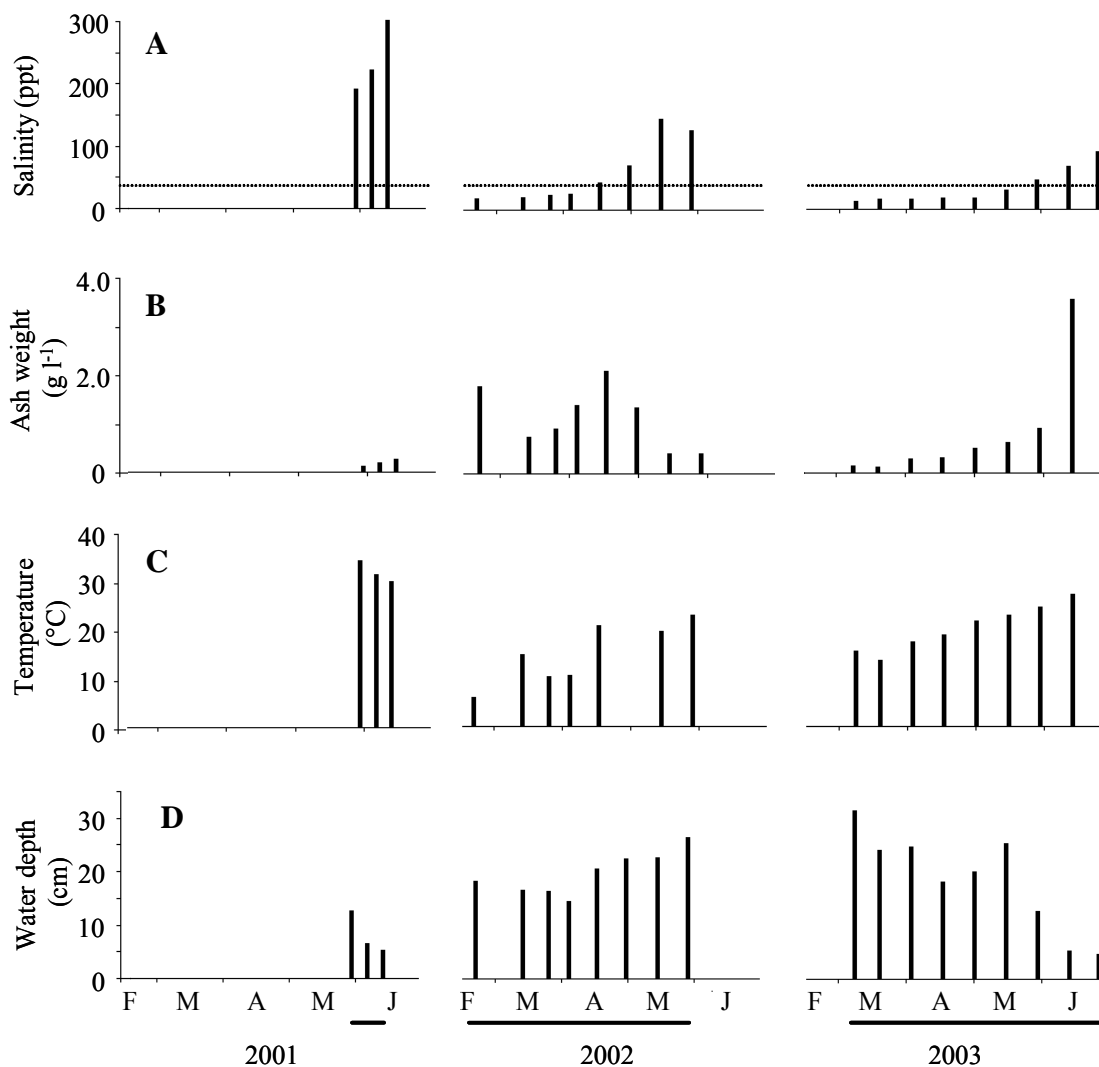 A
Salinity (ppt)
300
200
100
0
B
Ash weight
(g l⁻¹)
4.0
2.0
0
C
Temperature
(°C)
40
30
20
10
0
D
Water depth
(cm)
30
20
10
0
F M A M J F M A M J F M A M J
2001 2002 2003